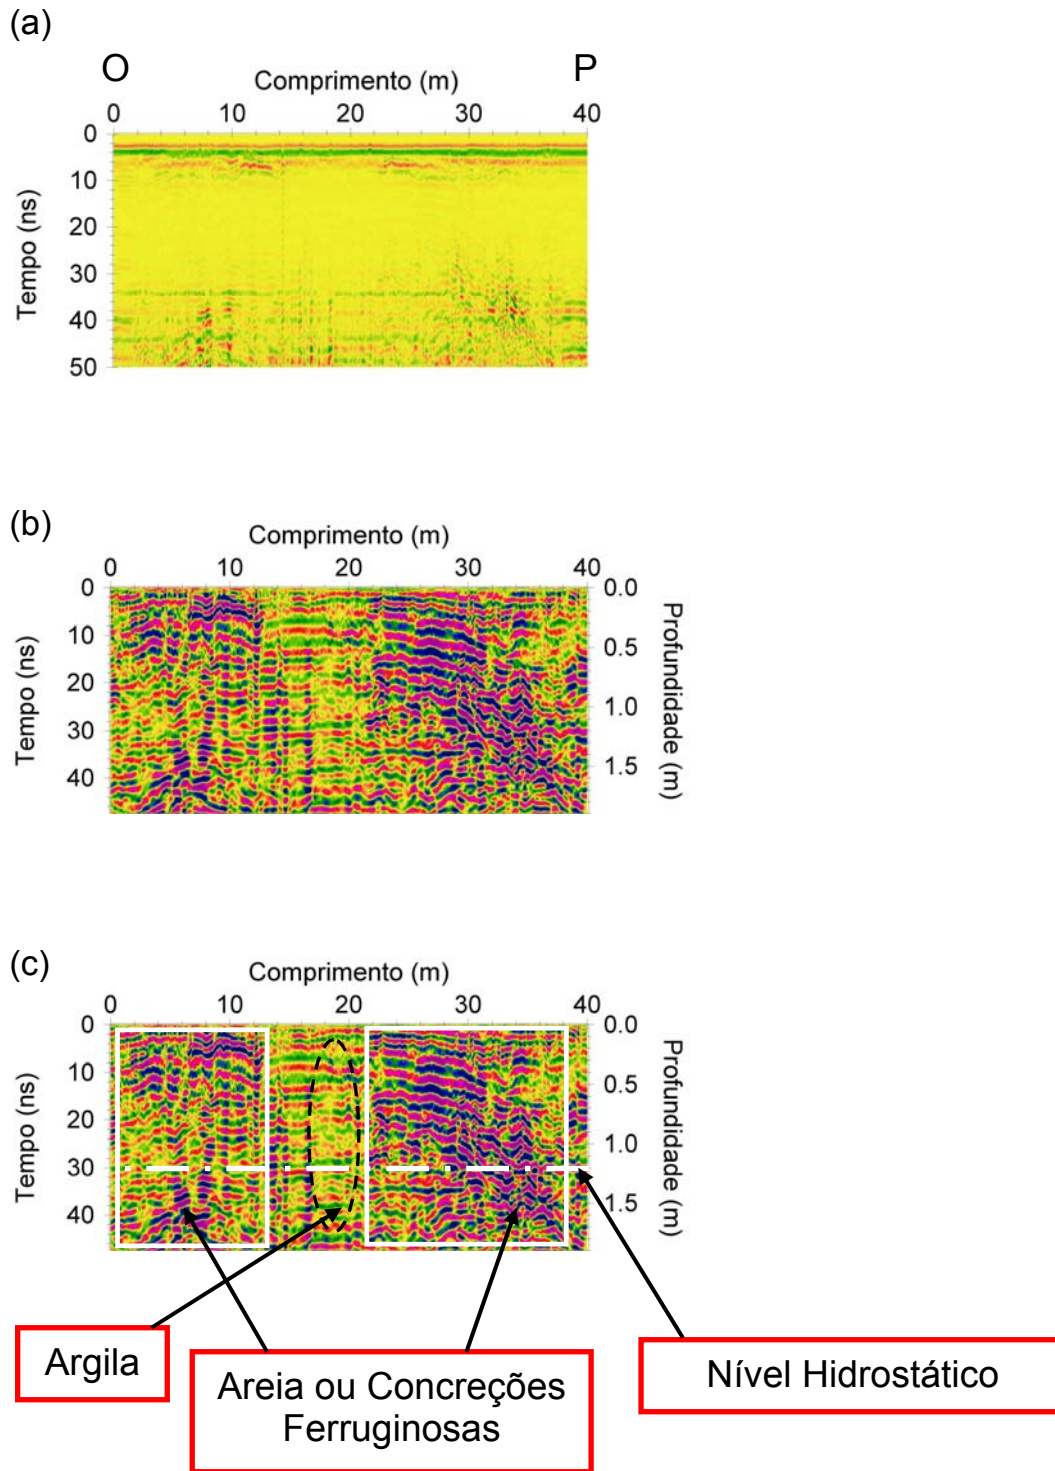 (a)
O
P
Comprimento (m)
0 10 20 30 40
Tempo (ns)
0
10
20
30
40
50
(b)
Comprimento (m)
0 10 20 30 40
Tempo (ns)
0
10
20
30
40
0.0
0.5
1.0
1.5
Profundidade (m)
(c)
Comprimento (m)
0 10 20 30 40
Tempo (ns)
0
10
20
30
40
0.0
0.5
1.0
1.5
Profundidade (m)
Argila
Areia ou Concreções
Ferruginosas
Nível Hidrostático